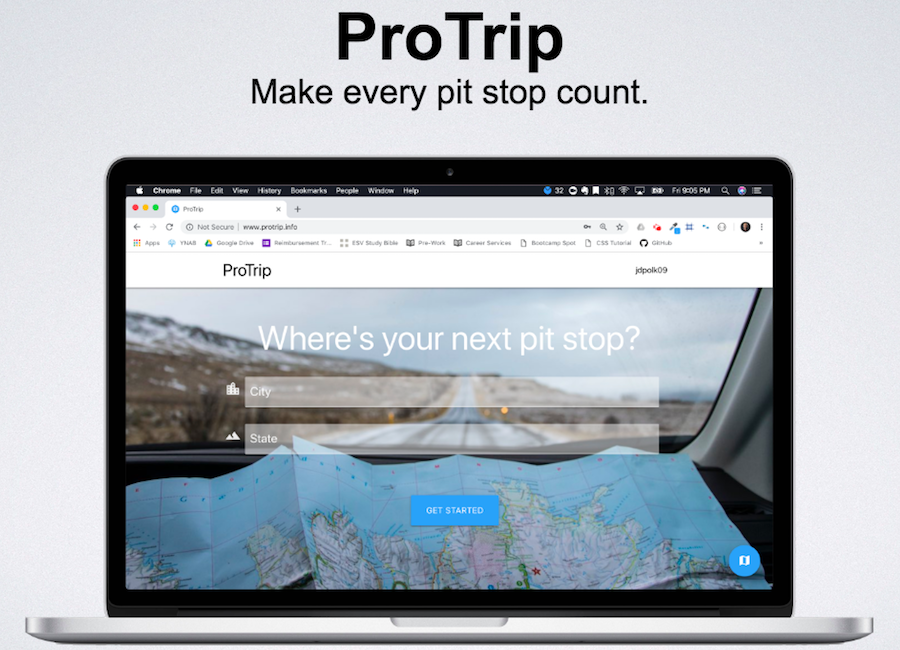 ProTrip
Make every pit stop count.
Chrome File Edit View History Bookmarks People Window Help 32 Fri 9:05 PM
ProTrip
Not Secure | www.protrip.info
Apps YNAB Google Drive Reimbursement Tr... ESV Study Bible Pre-Work Career Services Bootcamp Spot CSS Tutorial GitHub »
ProTrip jdpolk09
Where's your next pit stop?
City
State
GET STARTED